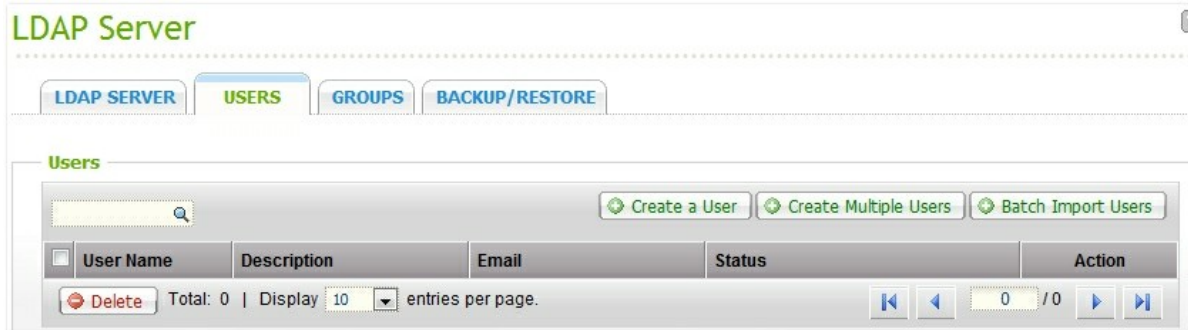 LDAP Server
LDAP SERVER USERS GROUPS BACKUP/RESTORE
Users
Create a User Create Multiple Users Batch Import Users
User Name Description Email Status Action
Delete Total: 0 | Display 10 entries per page. 0 / 0